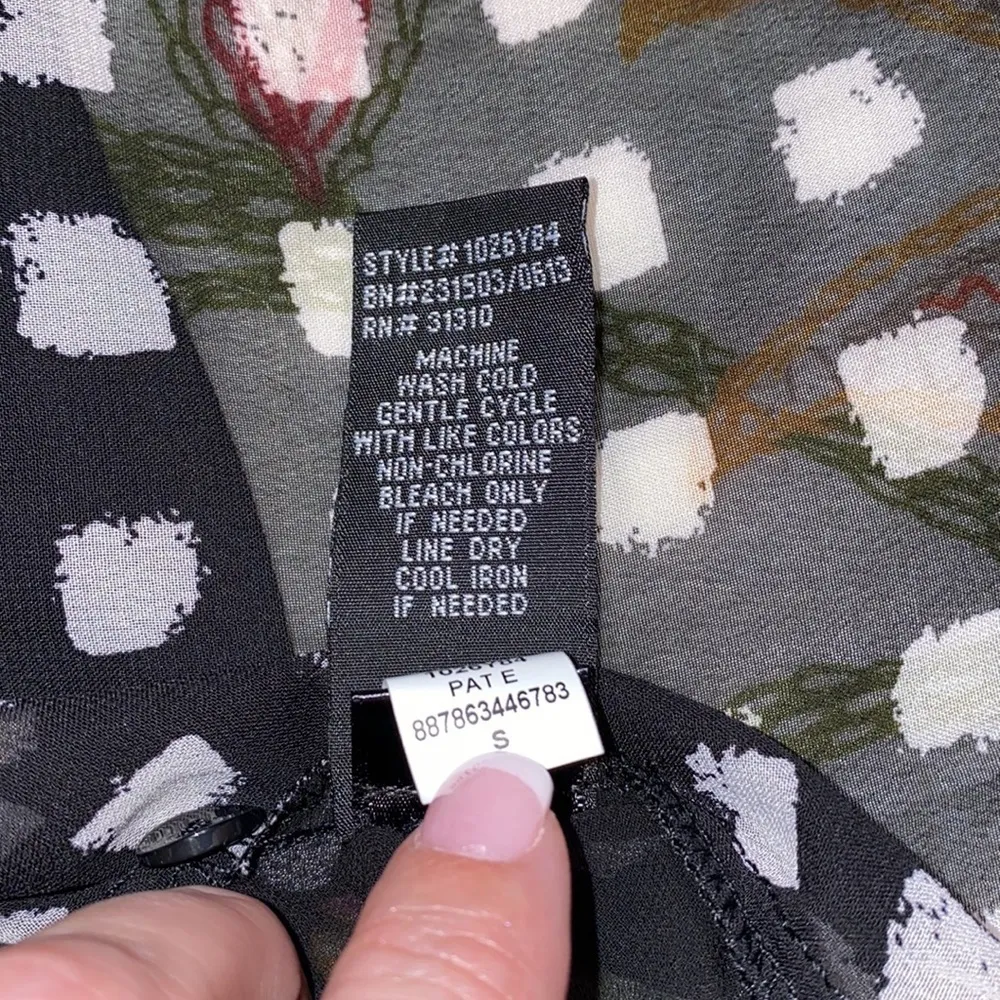 STYLE# 1026Y84
BN#231503/0613
RN# 31310
MACHINE
WASH COLD
GENTLE CYCLE
WITH LIKE COLORS
NON-CHLORINE
BLEACH ONLY
IF NEEDED
LINE DRY
COOL IRON
IF NEEDED
1026Y84
PAT E
887863446783
S